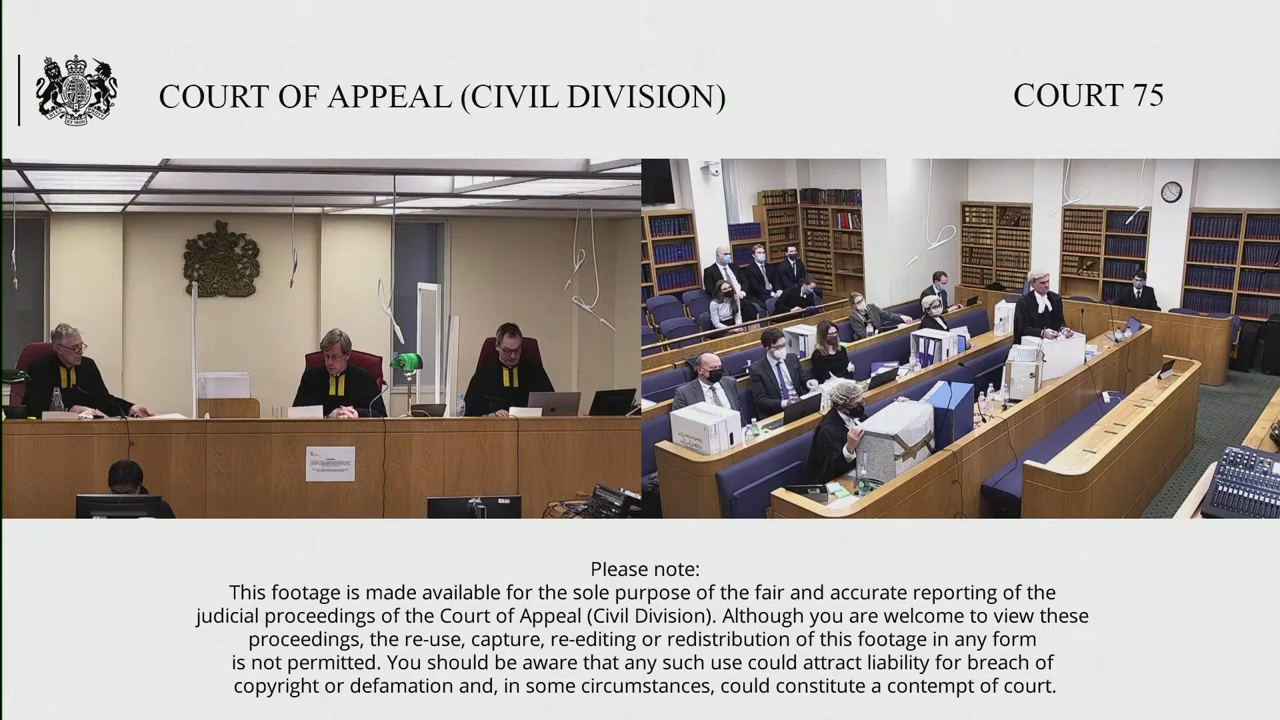 COURT OF APPEAL (CIVIL DIVISION)
COURT 75
Please note:
This footage is made available for the sole purpose of the fair and accurate reporting of the
judicial proceedings of the Court of Appeal (Civil Division). Although you are welcome to view these
proceedings, the re-use, capture, re-editing or redistribution of this footage in any form
is not permitted. You should be aware that any such use could attract liability for breach of
copyright or defamation and, in some circumstances, could constitute a contempt of court.